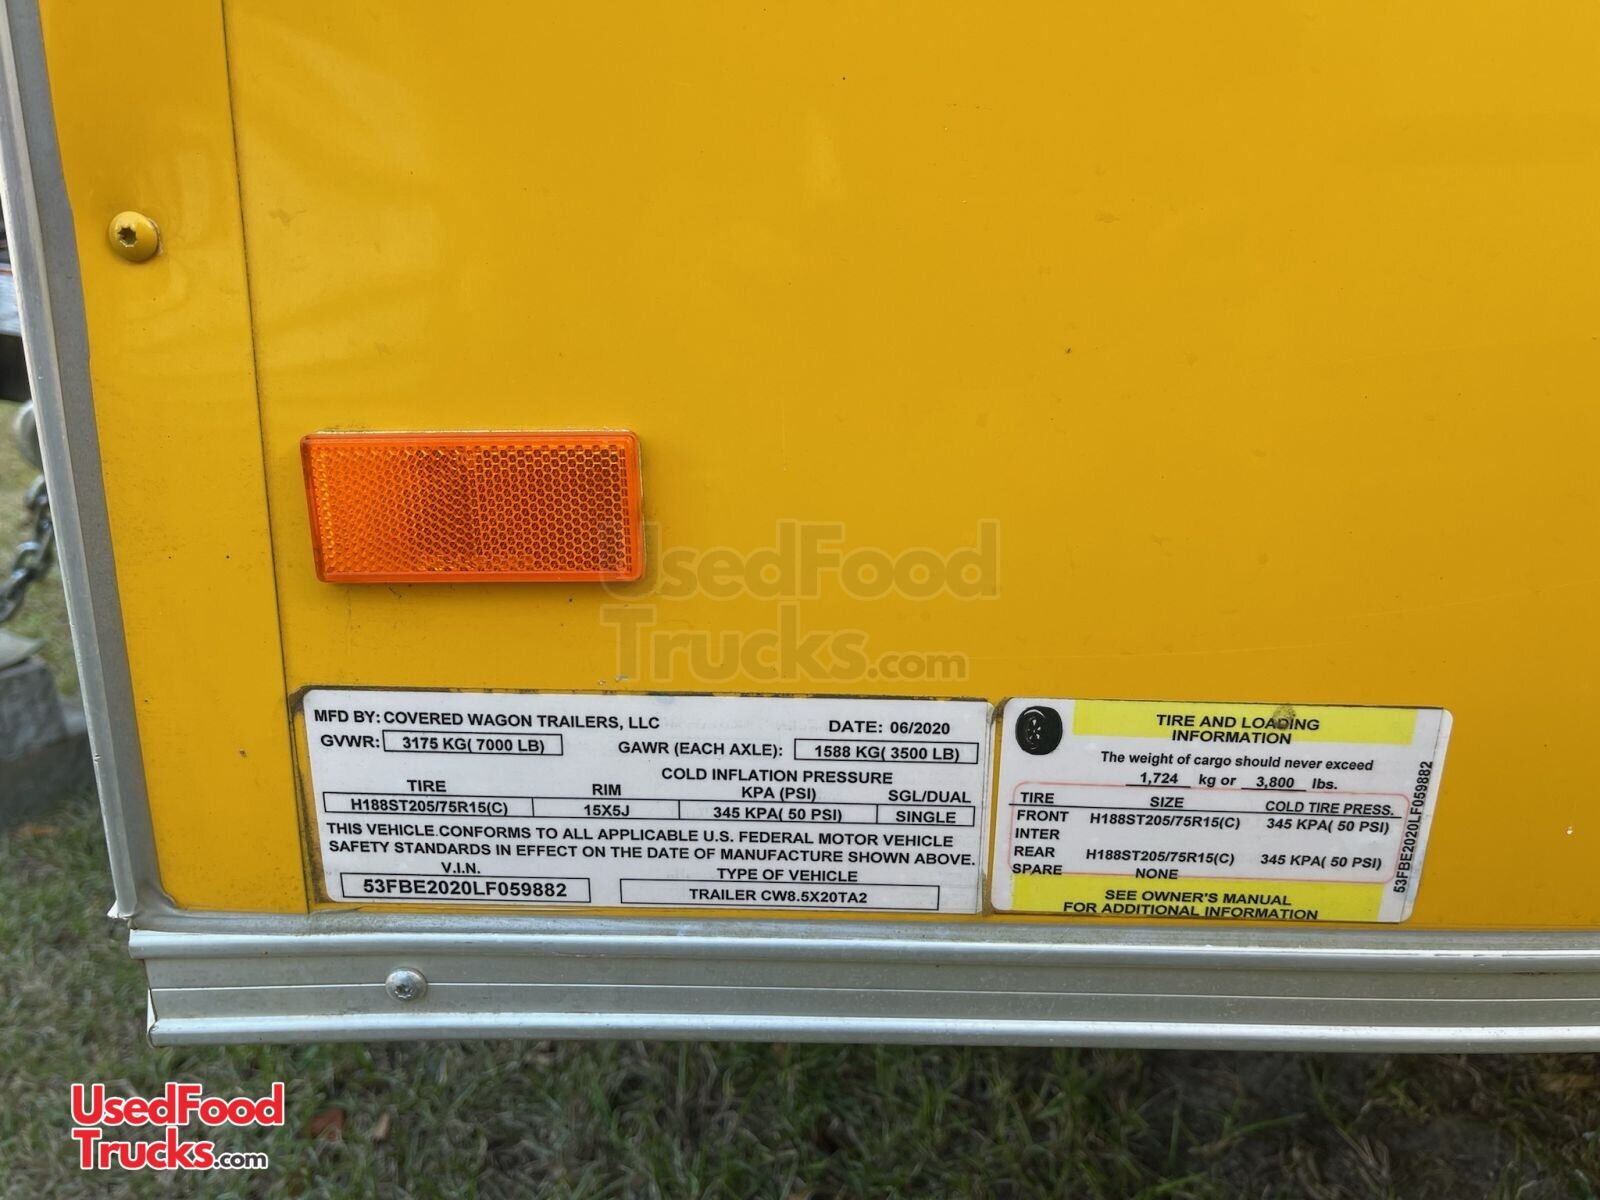 UsedFood
Trucks.com
MFD BY: COVERED WAGON TRAILERS, LLC DATE: 06/2020
GVWR: 3175 KG( 7000 LB) GAWR (EACH AXLE): 1588 KG( 3500 LB)
COLD INFLATION PRESSURE
TIRE RIM KPA (PSI) SGL/DUAL
H188ST205/75R15(C) 15X5J 345 KPA( 50 PSI) SINGLE
THIS VEHICLE CONFORMS TO ALL APPLICABLE U.S. FEDERAL MOTOR VEHICLE
SAFETY STANDARDS IN EFFECT ON THE DATE OF MANUFACTURE SHOWN ABOVE.
V.I.N. TYPE OF VEHICLE
53FBE2020LF059882 TRAILER CW8.5X20TA2
TIRE AND LOADING
INFORMATION
The weight of cargo should never exceed
1,724 kg or 3,800 lbs.
TIRE SIZE COLD TIRE PRESS.
FRONT H188ST205/75R15(C) 345 KPA( 50 PSI)
INTER
REAR H188ST205/75R15(C) 345 KPA( 50 PSI)
SPARE NONE
SEE OWNER'S MANUAL
FOR ADDITIONAL INFORMATION
53FBE2020LF059882
UsedFood
Trucks.com